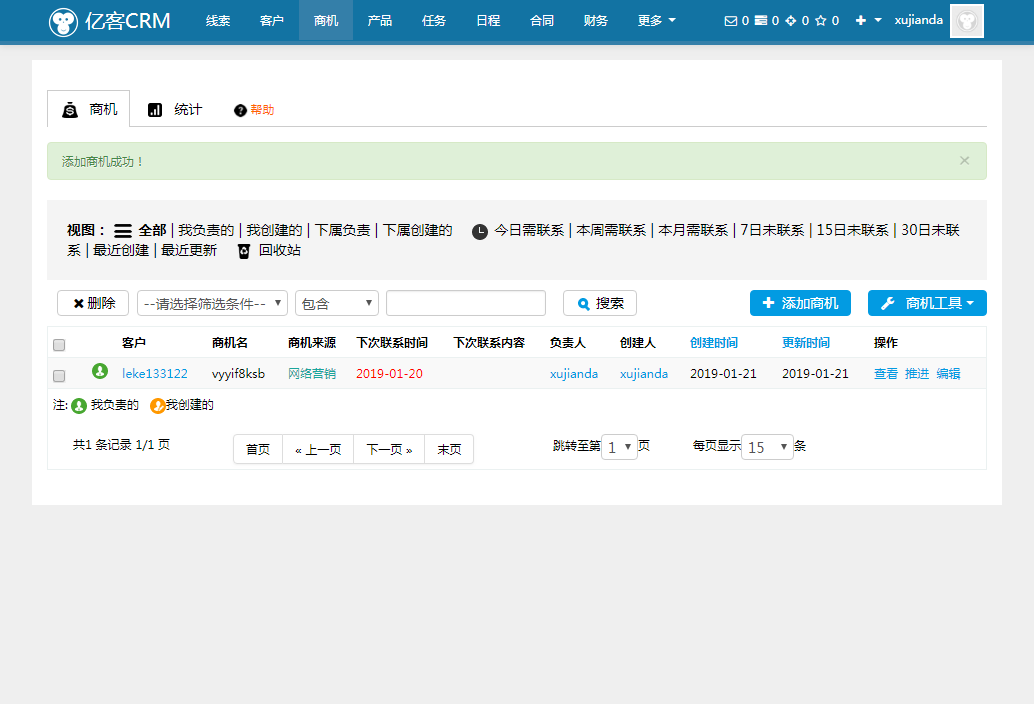 亿客CRM 线索 客户 商机 产品 任务 日程 合同 财务 更多 0 0 0 0 xujianda
商机 统计 帮助
添加商机成功！ ×
视图： 全部 | 我负责的 | 我创建的 | 下属负责 | 下属创建的 今日需联系 | 本周需联系 | 本月需联系 | 7日未联系 | 15日未联系 | 30日未联
系 | 最近创建 | 最近更新 回收站
删除 --请选择筛选条件-- 包含 搜索 添加商机 商机工具
客户 商机名 商机来源 下次联系时间 下次联系内容 负责人 创建人 创建时间 更新时间 操作
leke133122 vyyif8ksb 网络营销 2019-01-20 xujianda xujianda 2019-01-21 2019-01-21 查看 推进 编辑
注: 我负责的 我创建的
共1 条记录 1/1 页 首页 « 上一页 下一页 » 末页 跳转至第 1 页 每页显示 15 条